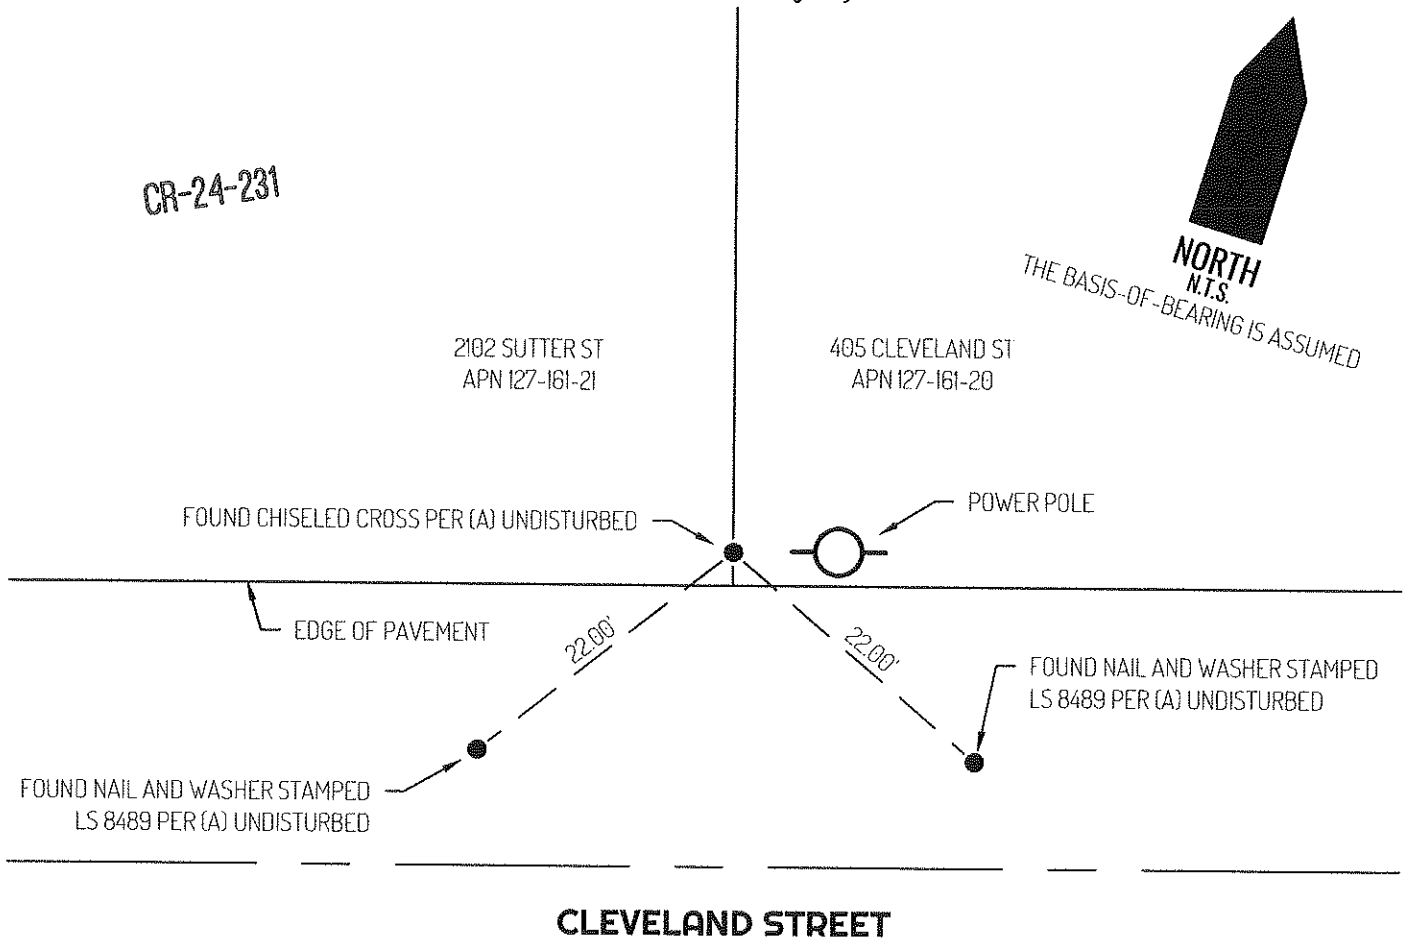 CR-24-231
NORTH
N.T.S.
THE BASIS-OF-BEARING IS ASSUMED
2102 SUTTER ST
APN 127-161-21
405 CLEVELAND ST
APN 127-161-20
FOUND CHISELED CROSS PER (A) UNDISTURBED
POWER POLE
EDGE OF PAVEMENT
22.00'
22.00'
FOUND NAIL AND WASHER STAMPED
LS 8489 PER (A) UNDISTURBED
FOUND NAIL AND WASHER STAMPED
LS 8489 PER (A) UNDISTURBED
CLEVELAND STREET